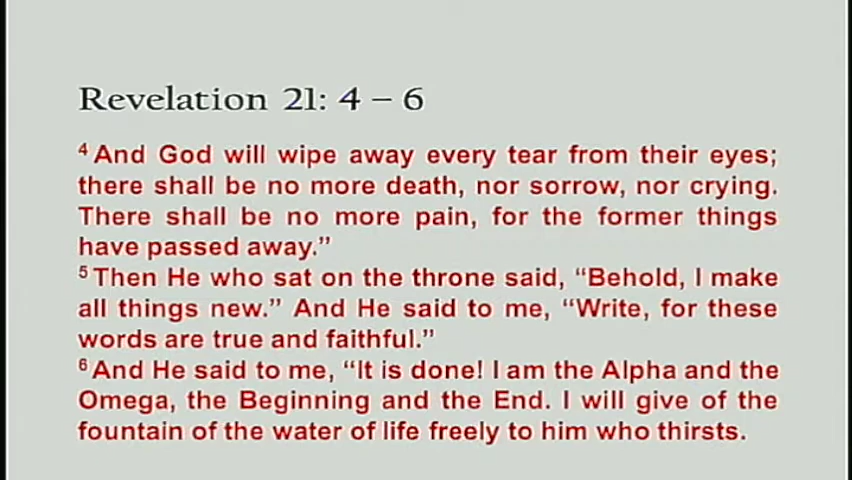 Revelation 21: 4 – 6
⁴ And God will wipe away every tear from their eyes;
there shall be no more death, nor sorrow, nor crying.
There shall be no more pain, for the former things
have passed away.”
⁵ Then He who sat on the throne said, “Behold, I make
all things new.” And He said to me, “Write, for these
words are true and faithful.”
⁶ And He said to me, “It is done! I am the Alpha and the
Omega, the Beginning and the End. I will give of the
fountain of the water of life freely to him who thirsts.